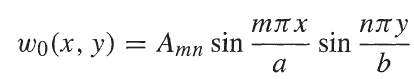 w₀(x, y) = Aₘₙ sin mπx/a sin nπy/b